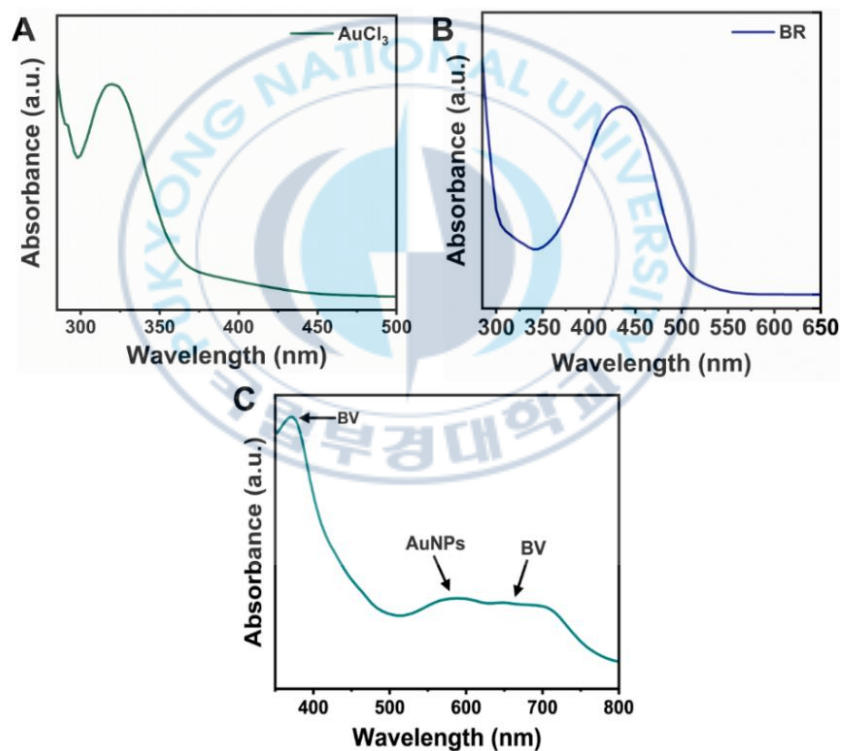 A
AuCl₃
Absorbance (a.u.)
300 350 400 450 500
Wavelength (nm)
B
BR
Absorbance (a.u.)
300 350 400 450 500 550 600 650
Wavelength (nm)
C
BV
AuNPs
BV
Absorbance (a.u.)
400 500 600 700 800
Wavelength (nm)
PUKYONG NATIONAL UNIVERSITY
부경대학교